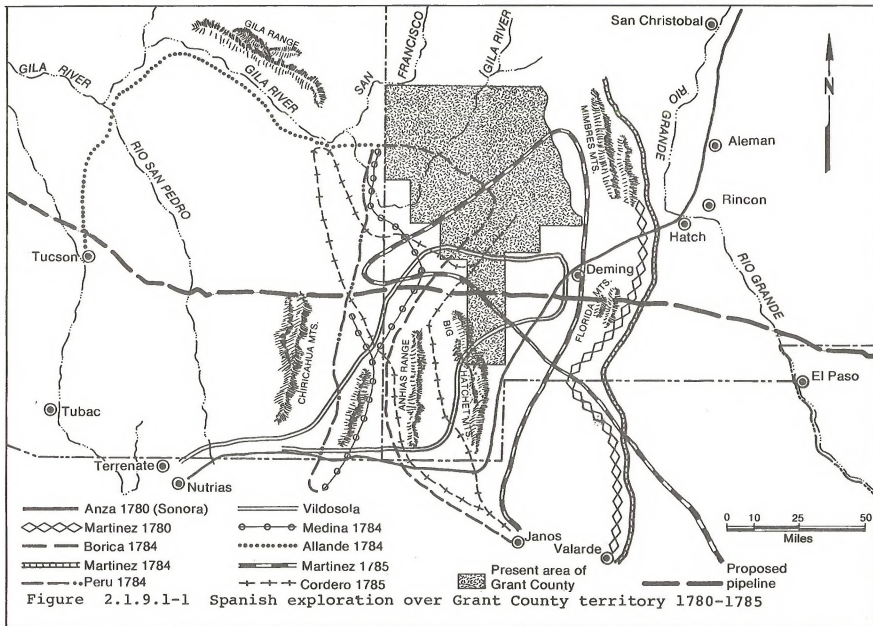 San Christobal
GILA RANGE
GILA RIVER
GILA RIVER
SAN FRANCISCO
GILA RIVER
N
RIO GRANDE
MIMBRES MTS.
Aleman
RIO SAN PEDRO
Rincon
Hatch
Tucson
Deming
RIO GRANDE
FLORIDA MTS.
CHIRICAHUA MTS.
ANHIAS RANGE
BIG HATCHET MTS.
El Paso
Tubac
Terrenate
Nutrias
Janos
Valarde
0 10 25 50
Miles
Anza 1780 (Sonora)
Martinez 1780
Borica 1784
Martinez 1784
Peru 1784
Vildosola
Medina 1784
Allande 1784
Martinez 1785
Cordero 1785
Present area of
Grant County
Proposed
pipeline
Figure 2.1.9.1-1 Spanish exploration over Grant County territory 1780-1785